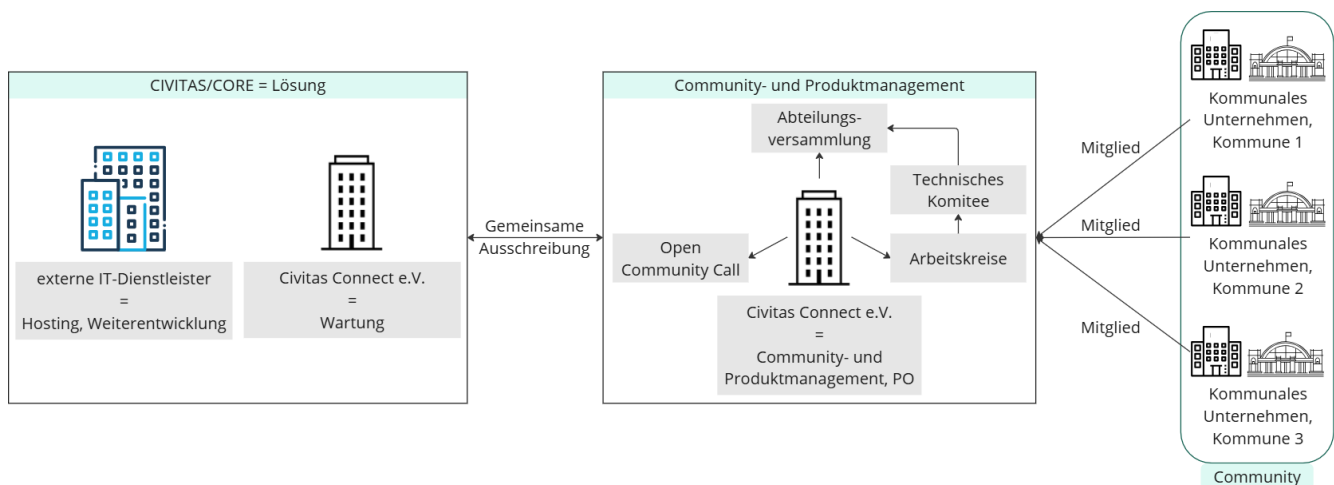 CIVITAS/CORE = Lösung
externe IT-Dienstleister
=
Hosting, Weiterentwicklung
Civitas Connect e.V.
=
Wartung
Gemeinsame
Ausschreibung
Community- und Produktmanagement
Abteilungs-
versammlung
Technisches
Komitee
Open
Community Call
Arbeitskreise
Civitas Connect e.V.
=
Community- und
Produktmanagement, PO
Mitglied
Mitglied
Mitglied
Kommunales
Unternehmen,
Kommune 1
Kommunales
Unternehmen,
Kommune 2
Kommunales
Unternehmen,
Kommune 3
Community